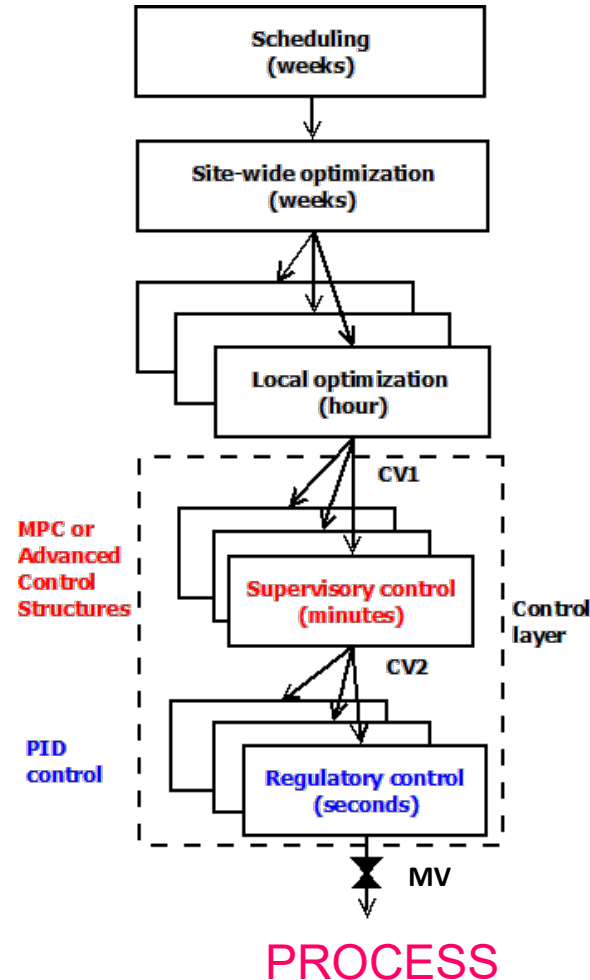 Scheduling
(weeks)
Site-wide optimization
(weeks)
Local optimization
(hour)
CV1
MPC or
Advanced
Control
Structures
Supervisory control
(minutes)
Control
layer
CV2
PID
control
Regulatory control
(seconds)
MV
PROCESS